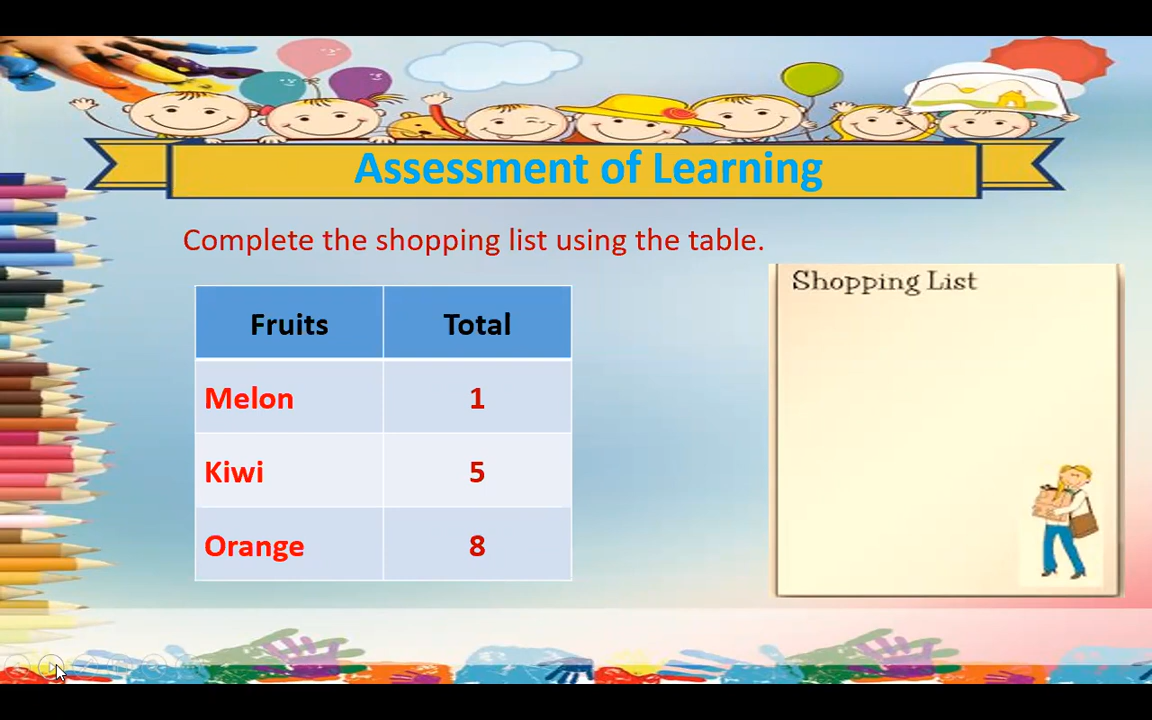 Assessment of Learning
Complete the shopping list using the table.
Fruits Total
Melon 1
Kiwi 5
Orange 8
Shopping List